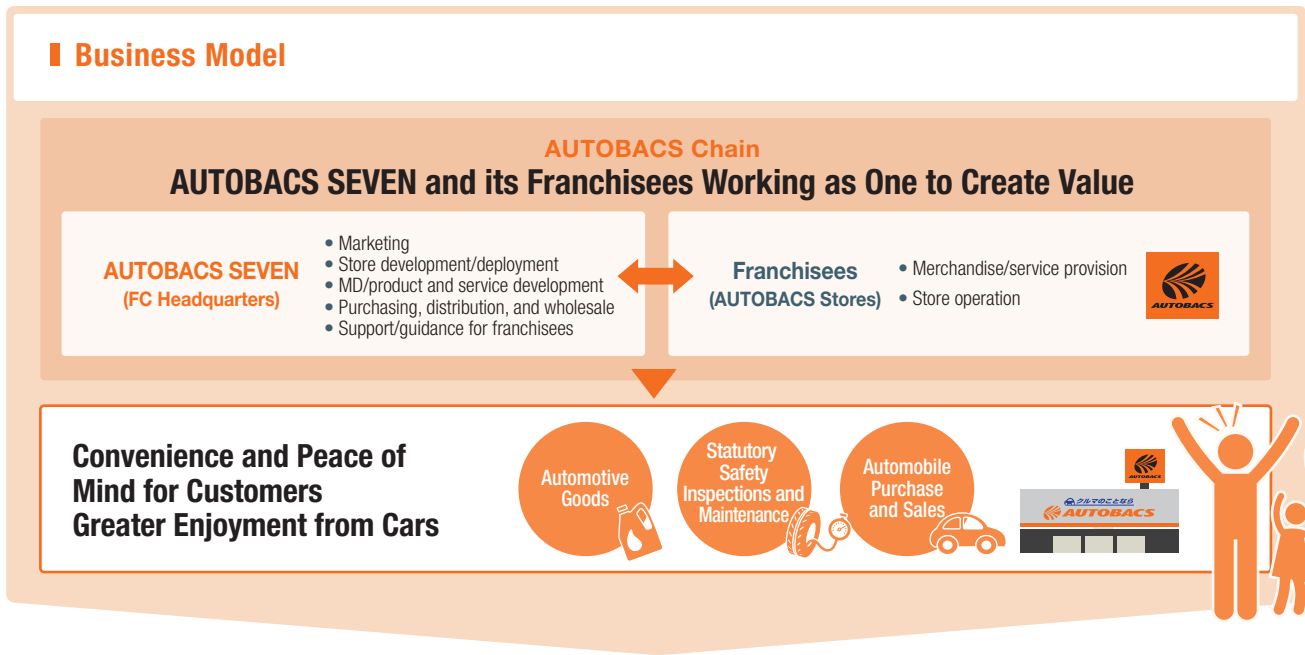 Business Model
AUTOBACS Chain
AUTOBACS SEVEN and its Franchisees Working as One to Create Value
AUTOBACS SEVEN
(FC Headquarters)
• Marketing
• Store development/deployment
• MD/product and service development
• Purchasing, distribution, and wholesale
• Support/guidance for franchisees
Franchisees
(AUTOBACS Stores)
• Merchandise/service provision
• Store operation
AUTOBACS
Convenience and Peace of
Mind for Customers
Greater Enjoyment from Cars
Automotive
Goods
Statutory
Safety
Inspections and
Maintenance
Automobile
Purchase
and Sales
AUTOBACS
クルマのことなら
AUTOBACS